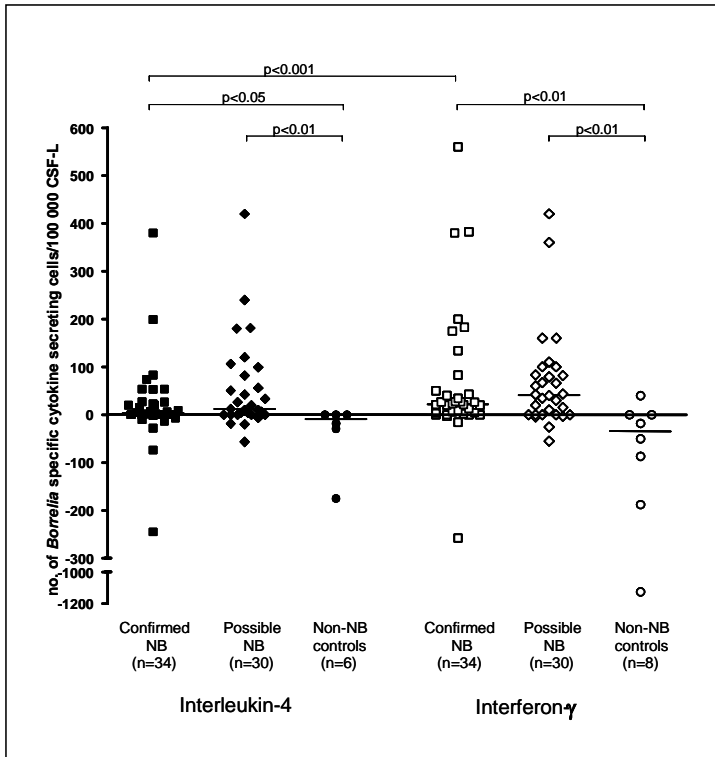 p<0.001
p<0.05
p<0.01
p<0.01
p<0.01
no. of Borrelia specific cytokine secreting cells/100 000 CSF-L
600
500
400
300
200
100
0
-100
-200
-300
-1000
-1200
Confirmed NB (n=34)
Possible NB (n=30)
Non-NB controls (n=6)
Confirmed NB (n=34)
Possible NB (n=30)
Non-NB controls (n=8)
Interleukin-4
Interferon-γ